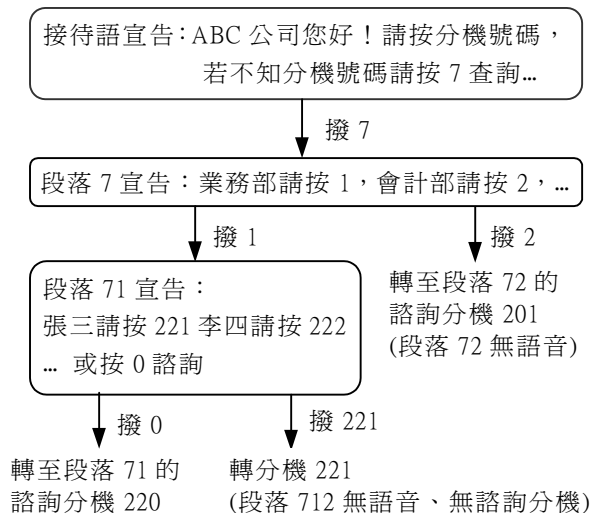 接待語宣告：ABC 公司您好！請按分機號碼，
若不知分機號碼請按 7 查詢…
撥 7
段落 7 宣告：業務部請按 1，會計部請按 2，…
撥 1
撥 2
段落 71 宣告：
張三請按 221 李四請按 222
… 或按 0 諮詢
轉至段落 72 的
諮詢分機 201
(段落 72 無語音)
撥 0
撥 221
轉至段落 71 的
諮詢分機 220
轉分機 221
(段落 712 無語音、無諮詢分機)